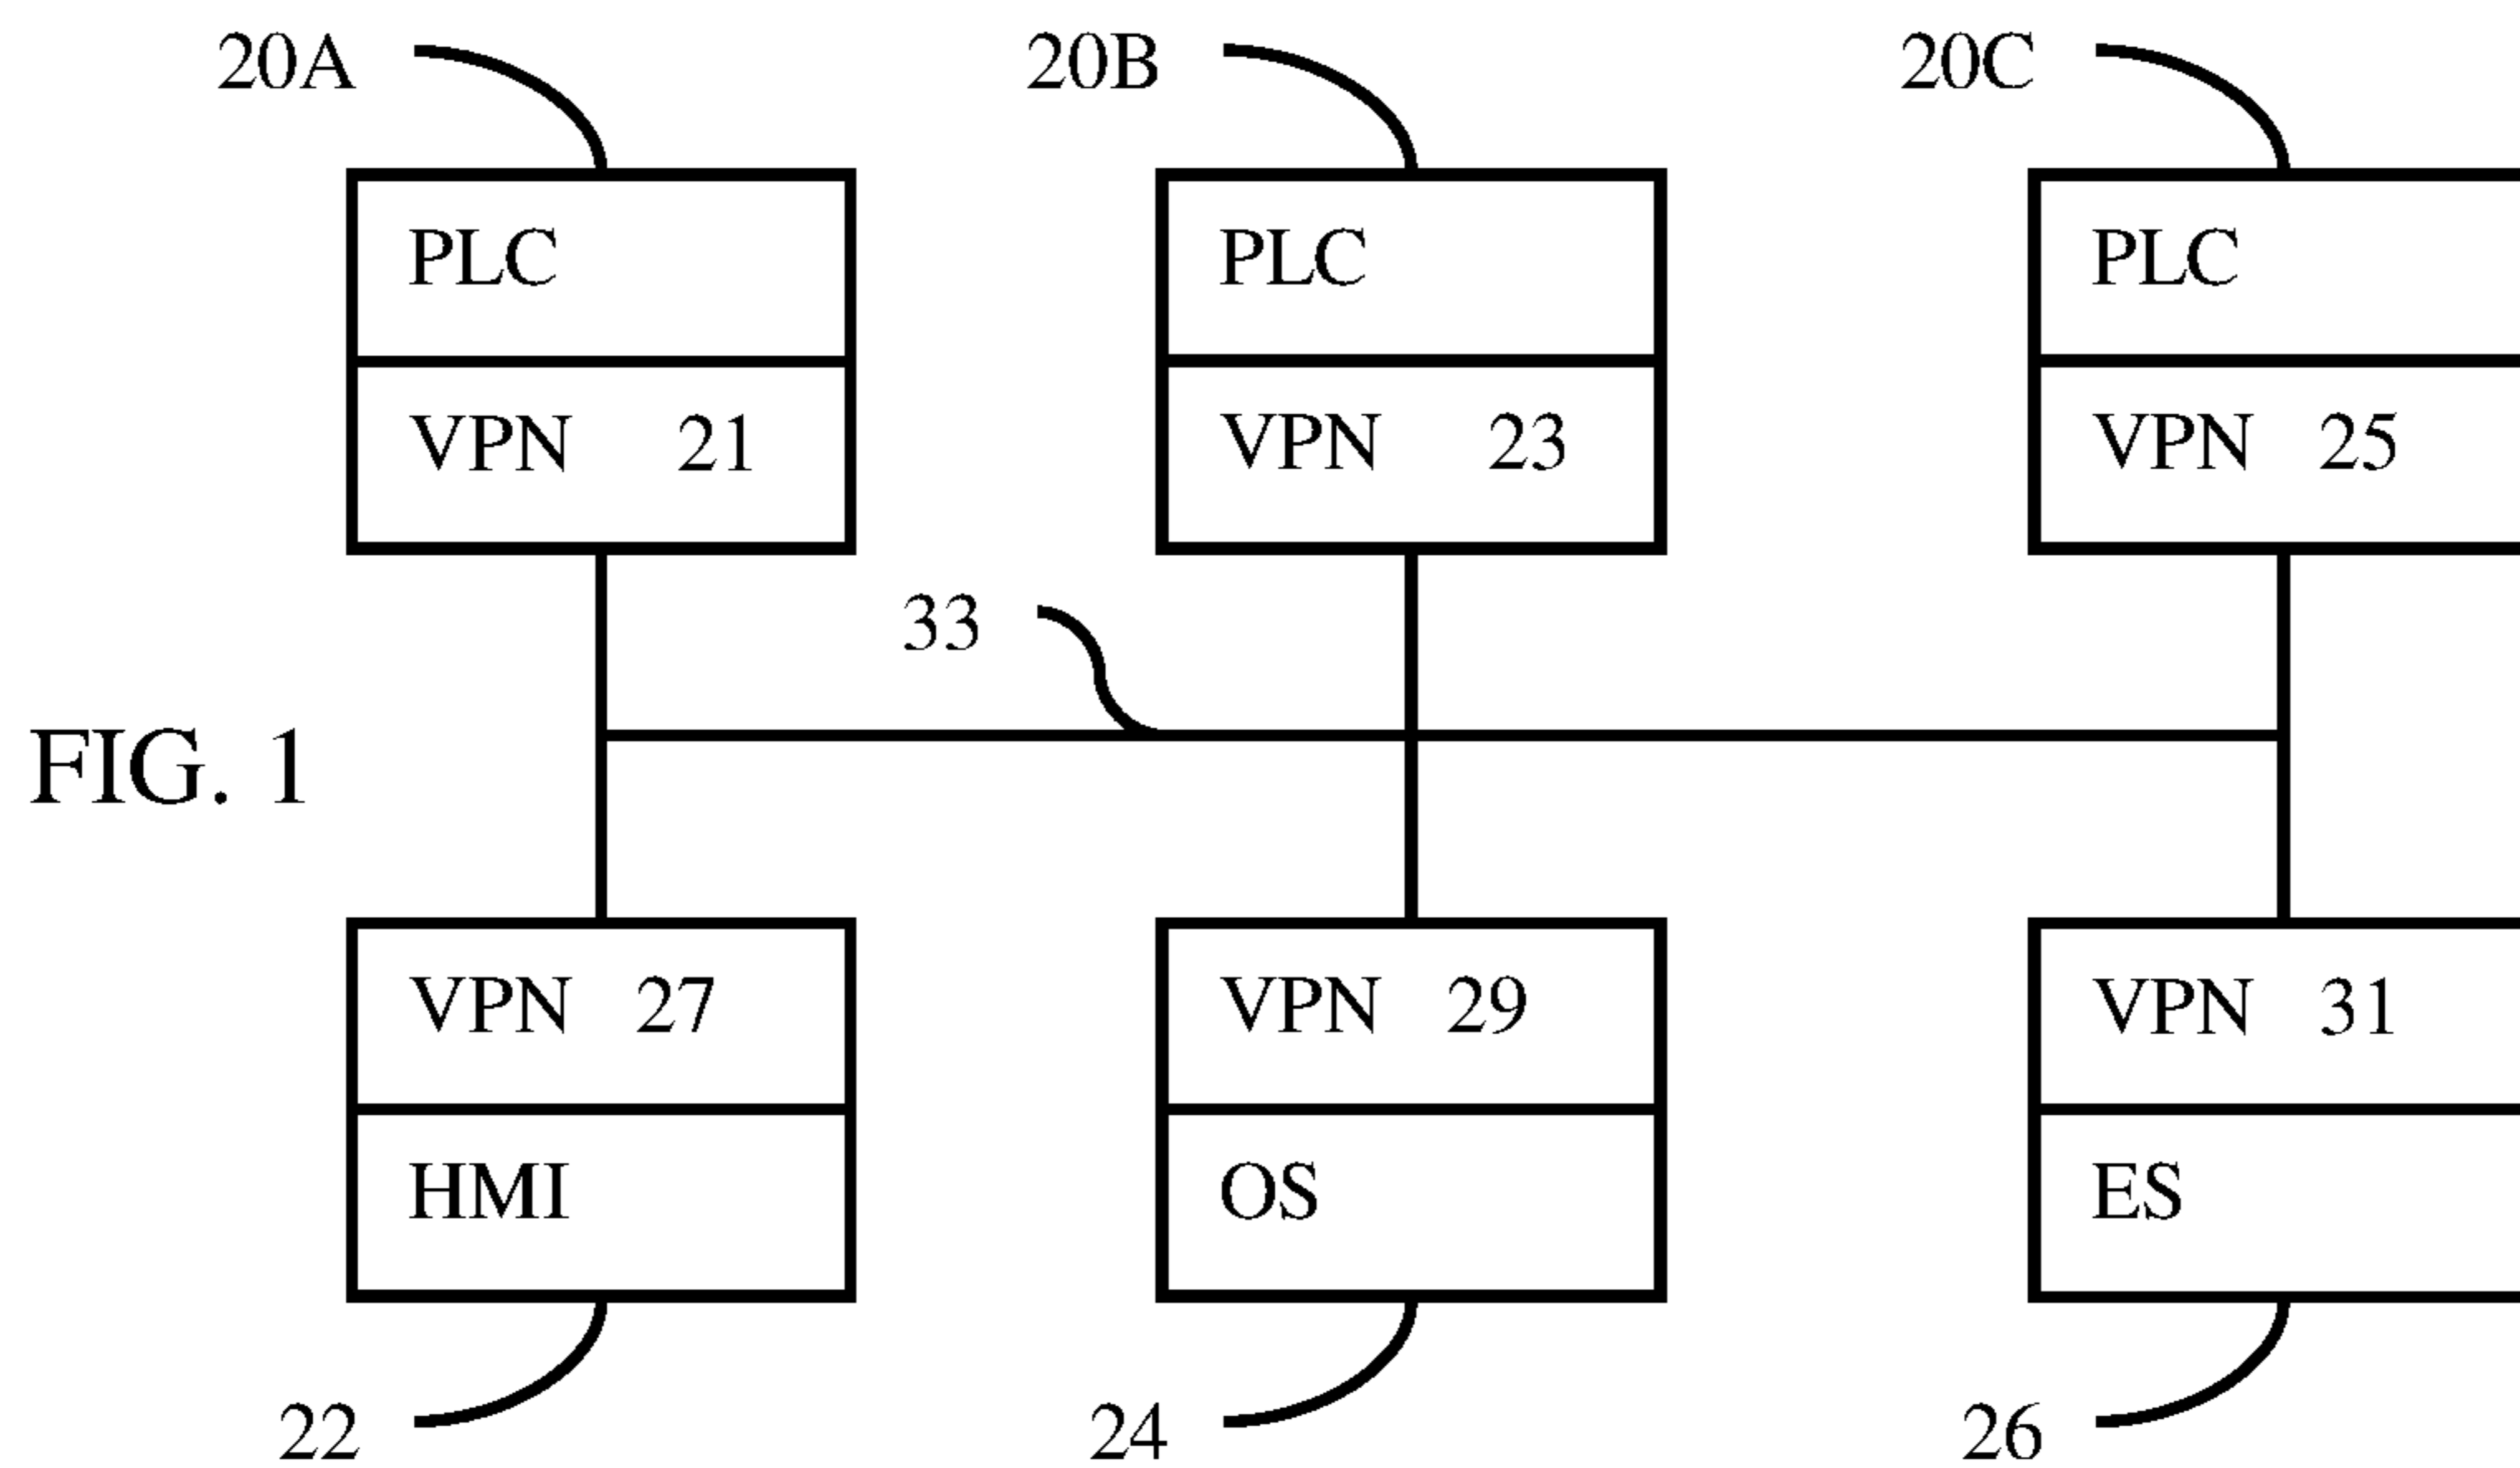 20A 20B 20C
PLC PLC PLC
VPN 21 VPN 23 VPN 25
33
FIG. 1
VPN 27 VPN 29 VPN 31
HMI OS ES
22 24 26